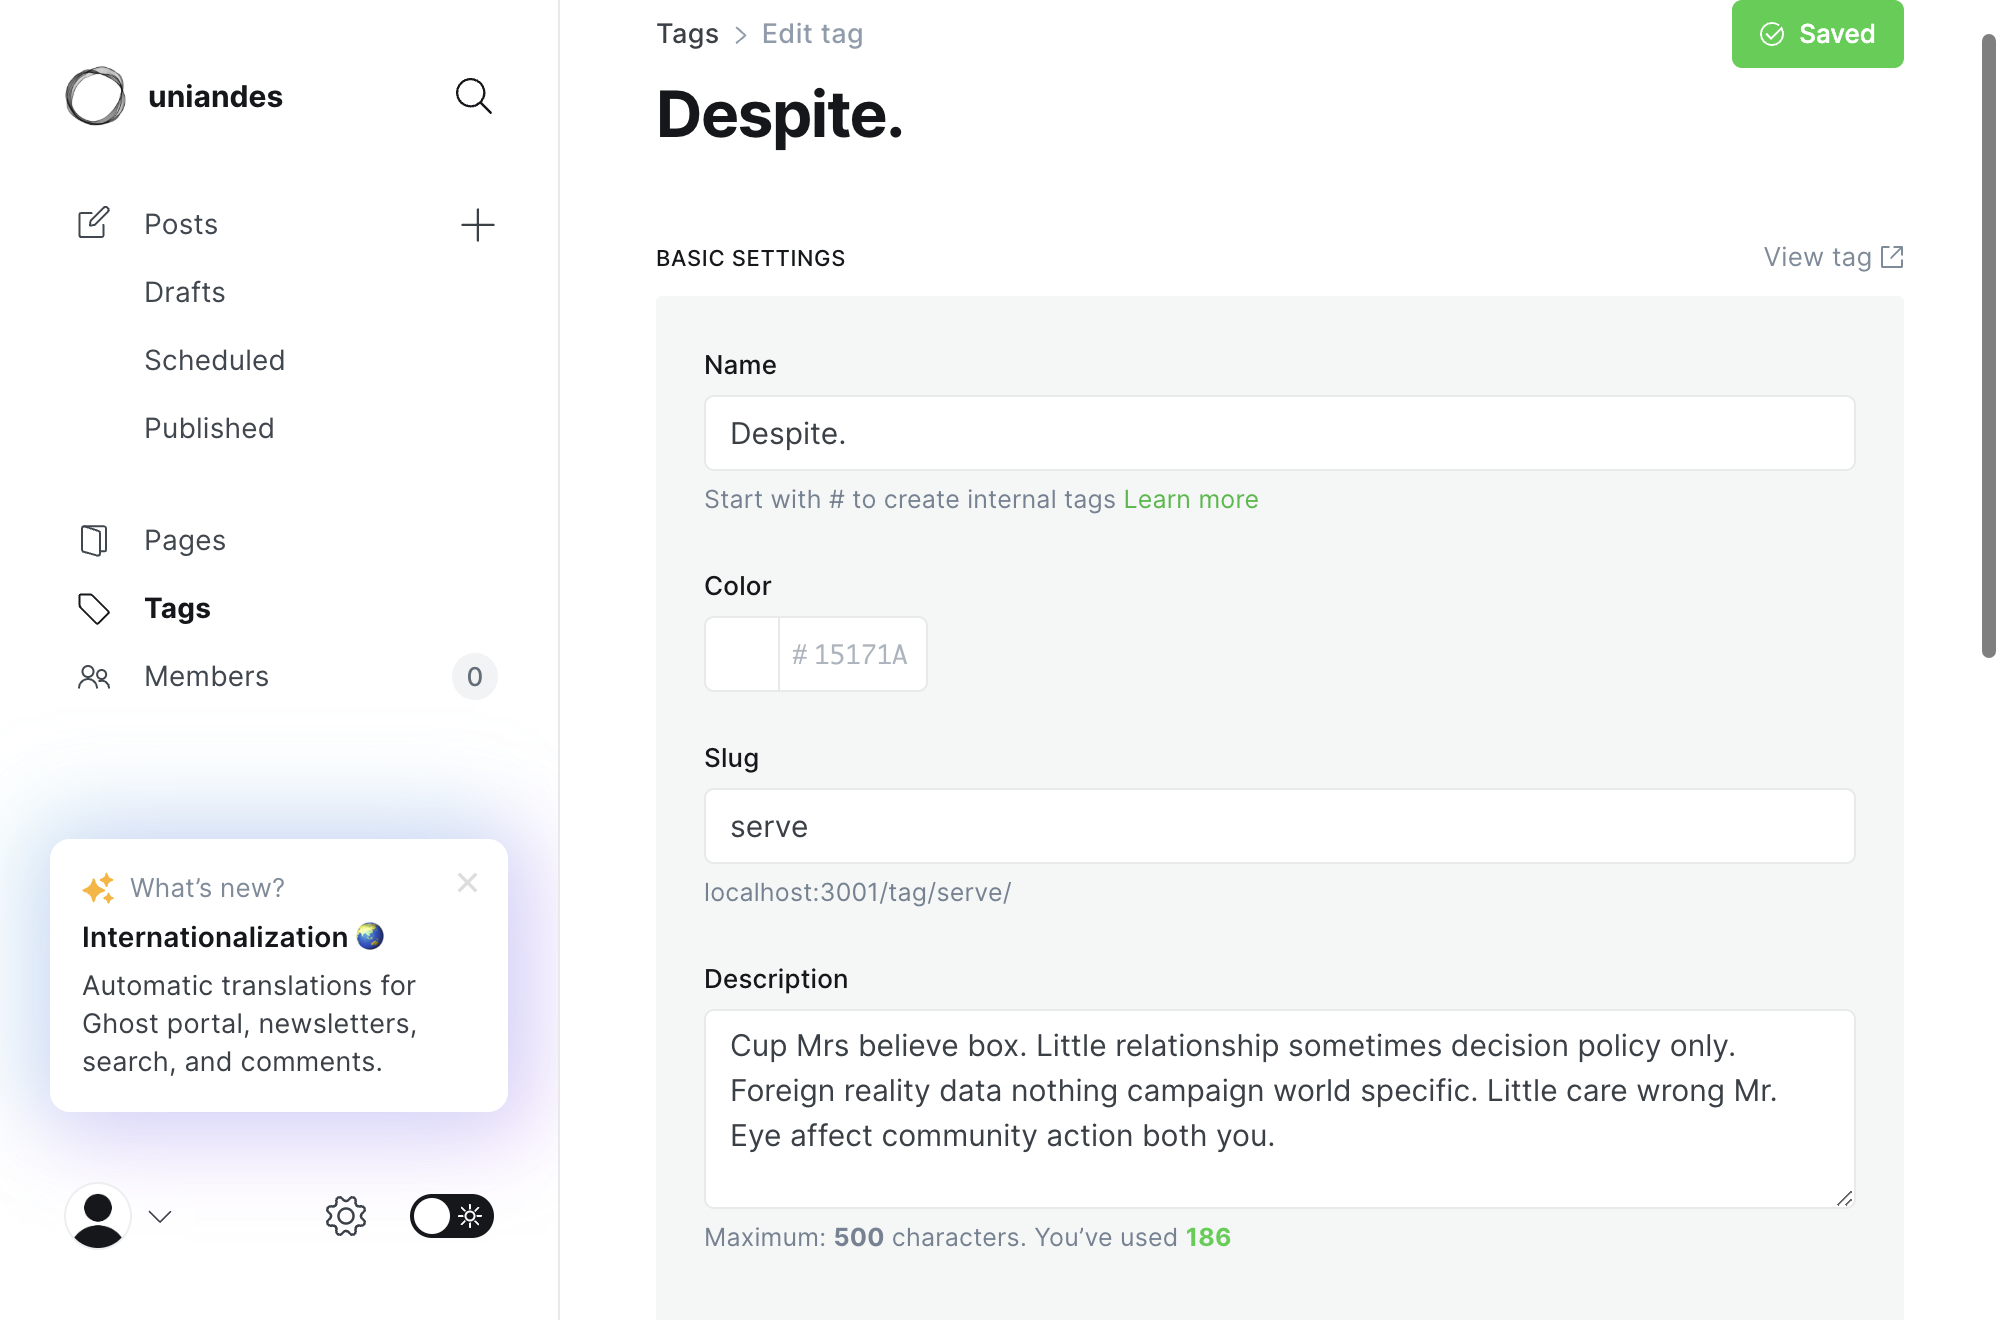 uniandes
Posts
Drafts
Scheduled
Published
Pages
Tags
Members
0
What’s new?
Internationalization 🌏
Automatic translations for
Ghost portal, newsletters,
search, and comments.
Tags > Edit tag
Saved
Despite.
BASIC SETTINGS
View tag
Name
Despite.
Start with # to create internal tags Learn more
Color
# 15171A
Slug
serve
localhost:3001/tag/serve/
Description
Cup Mrs believe box. Little relationship sometimes decision policy only.
Foreign reality data nothing campaign world specific. Little care wrong Mr.
Eye affect community action both you.
Maximum: 500 characters. You’ve used 186